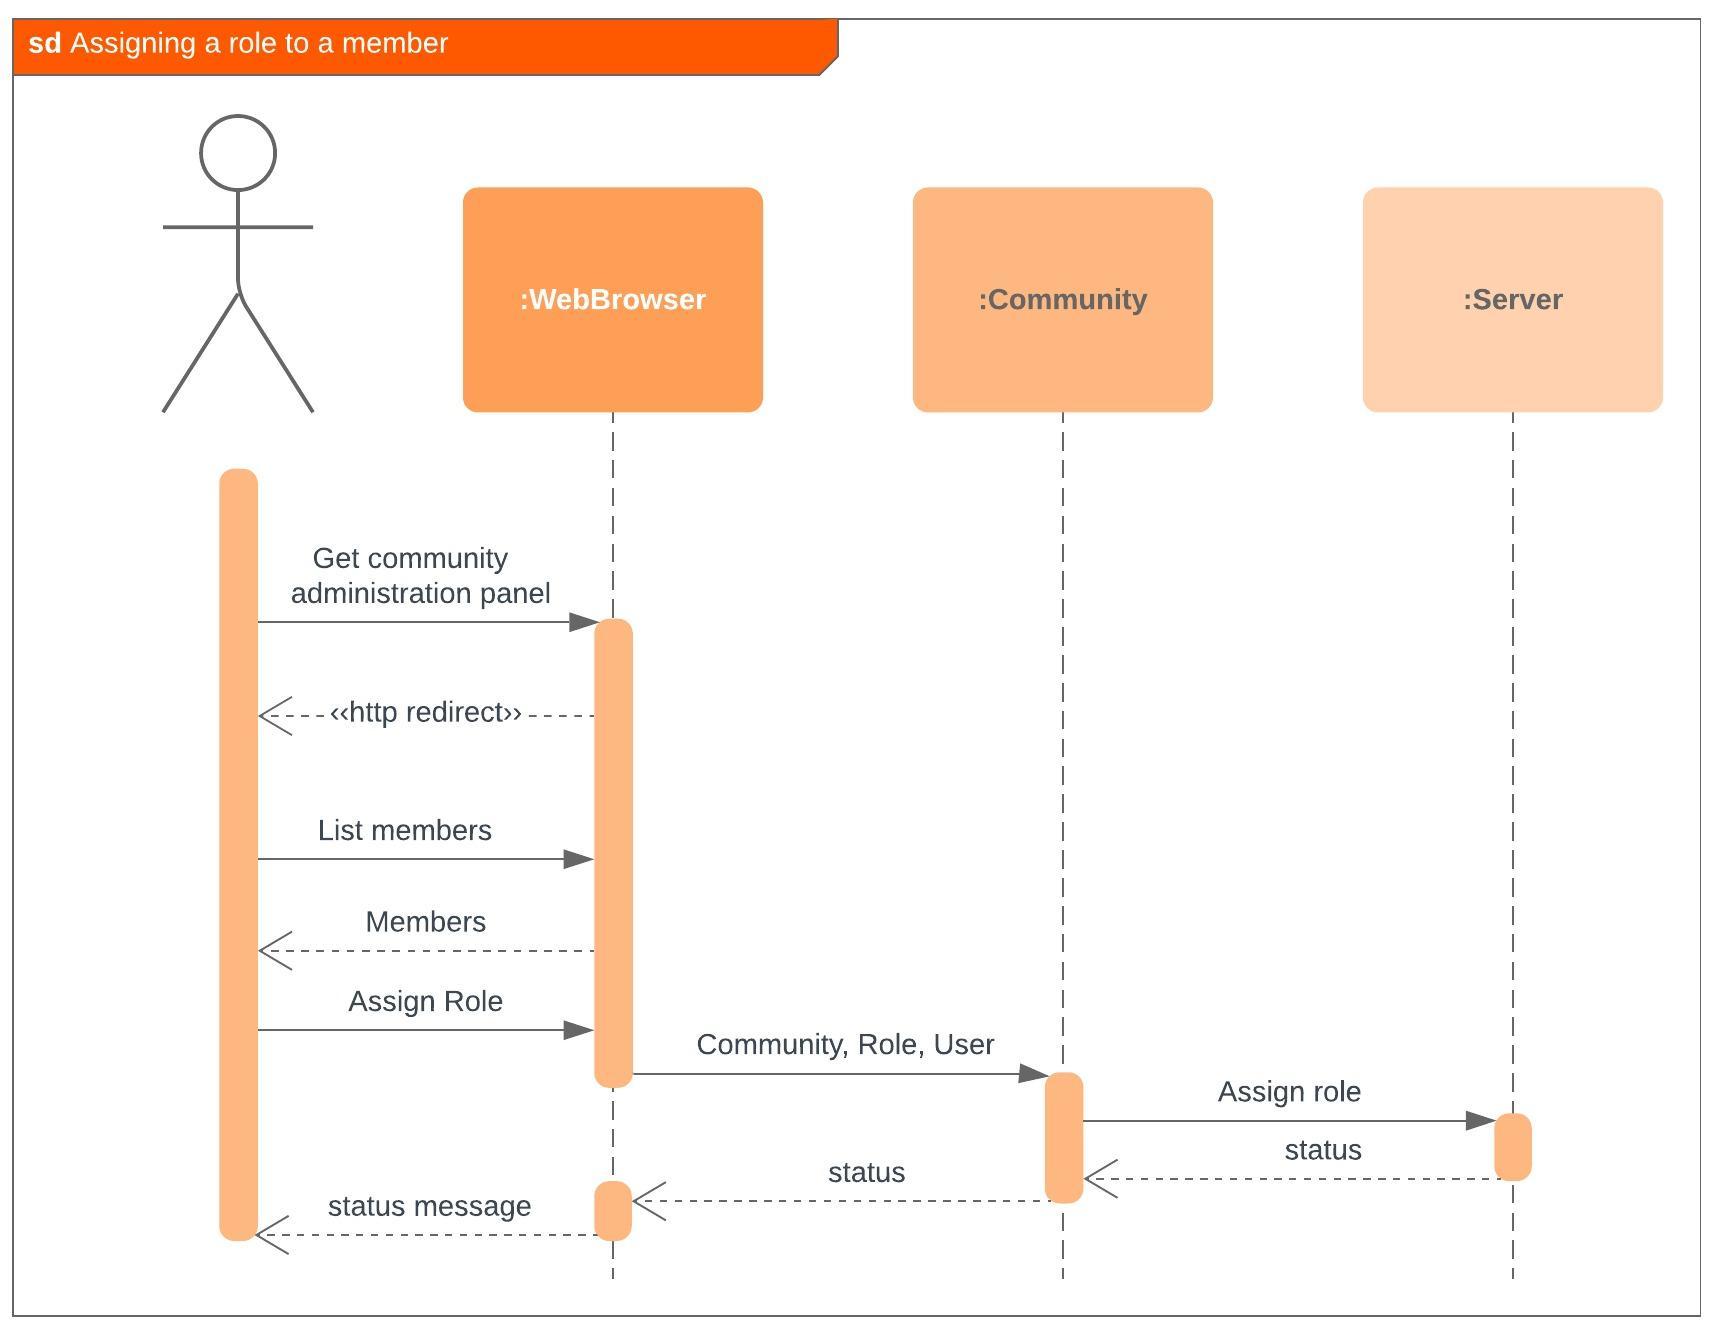 sd Assigning a role to a member
:WebBrowser
:Community
:Server
Get community
administration panel
‹‹http redirect››
List members
Members
Assign Role
Community, Role, User
Assign role
status
status
status message